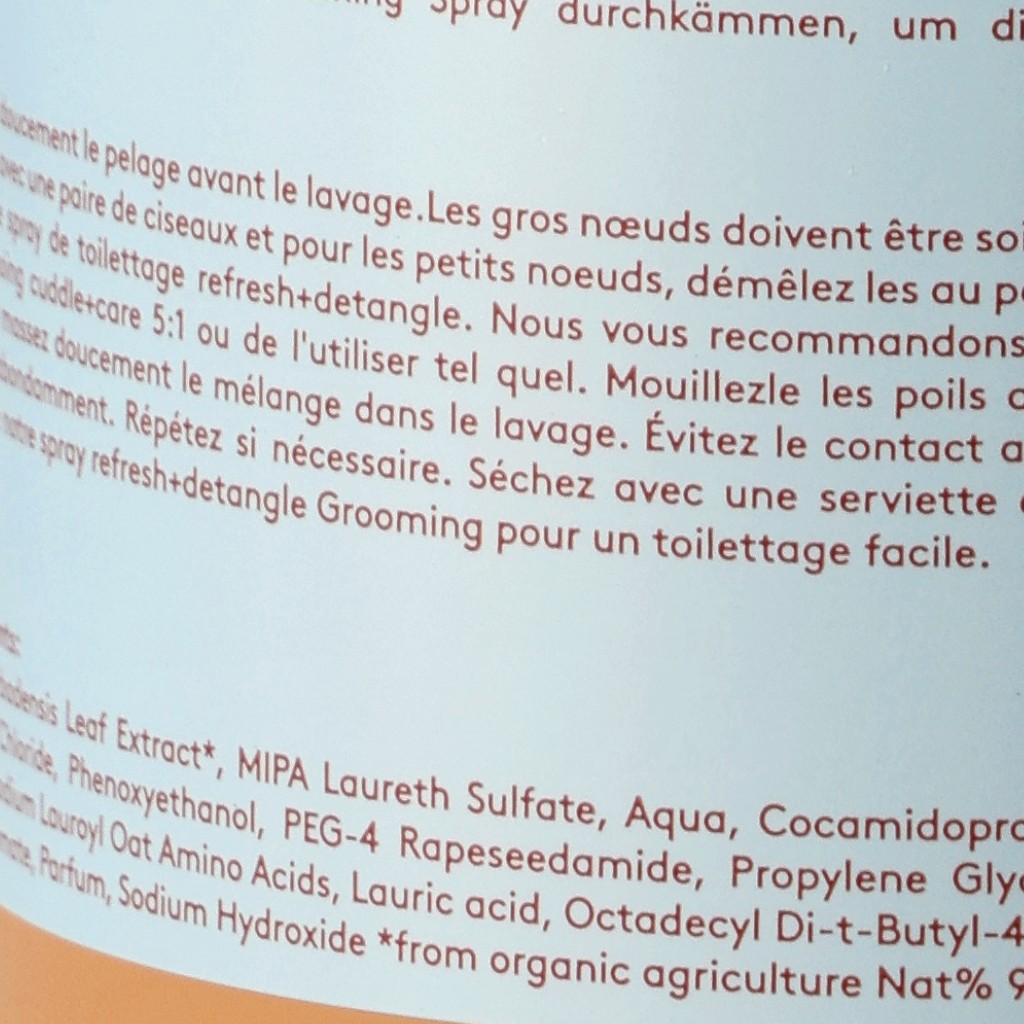 Spray durchkämmen, um di
doucement le pelage avant le lavage.Les gros nœuds doivent être soi
avec une paire de ciseaux et pour les petits noeuds, démêlez les au p
spray de toilettage refresh+detangle. Nous vous recommandons
cuddle+care 5:1 ou de l'utiliser tel quel. Mouillezle les poils
massez doucement le mélange dans le lavage. Évitez le contact a
abondamment. Répétez si nécessaire. Séchez avec une serviette
notre spray refresh+detangle Grooming pour un toilettage facile.
badensis Leaf Extract*, MIPA Laureth Sulfate, Aqua, Cocamidopro
Chloride, Phenoxyethanol, PEG-4 Rapeseedamide, Propylene Gly
Lauroyl Oat Amino Acids, Lauric acid, Octadecyl Di-t-Butyl-4
Parfum, Sodium Hydroxide *from organic agriculture Nat% 9